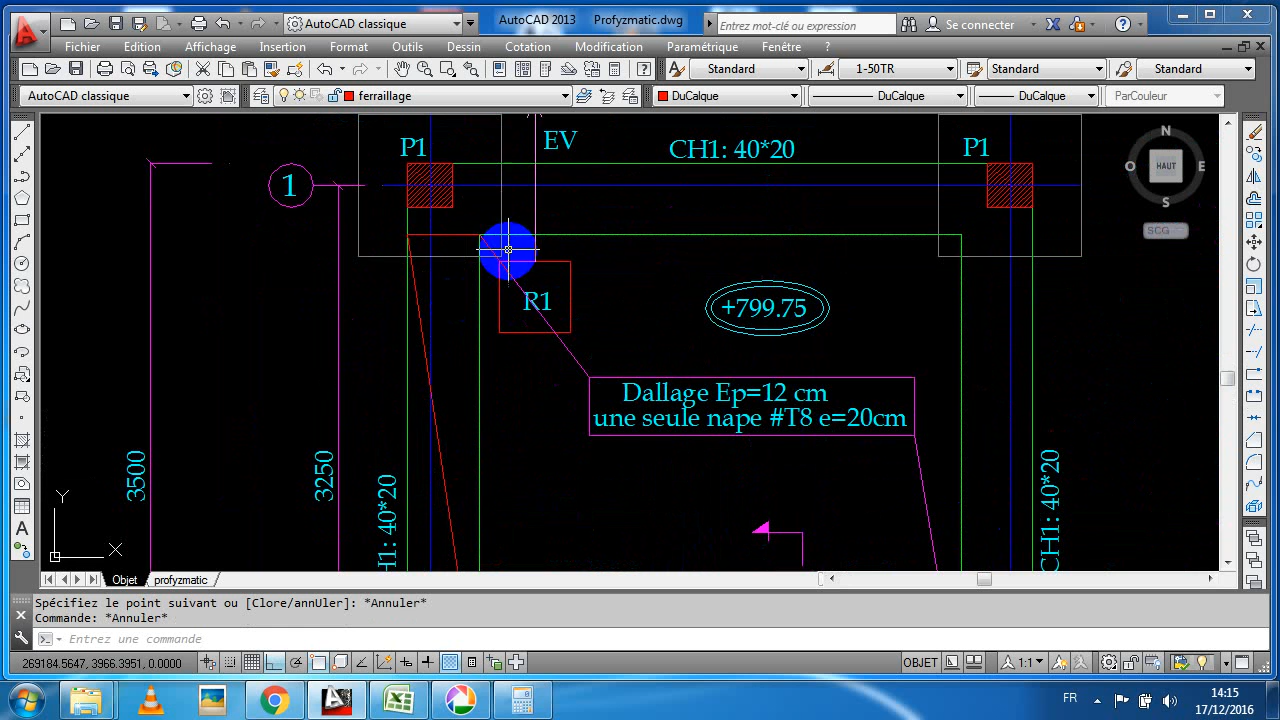 AutoCAD classique
AutoCAD 2013 Profyzmatic.dwg
Entrez mot-clé ou expression
Se connecter
Fichier Edition Affichage Insertion Format Outils Dessin Cotation Modification Paramétrique Fenêtre ?
Standard 1-50TR Standard Standard
AutoCAD classique ferraillage DuCalque DuCalque DuCalque ParCouleur
P1 EV CH1: 40*20 P1
1
N
O HAUT E
S
SCG
R1
+799.75
Dallage Ep=12 cm
une seule nape #T8 e=20cm
3500
3250
H1: 40*20
CH1: 40*20
Y
X
Objet profyzmatic
Spécifiez le point suivant ou [Clore/annUler]: *Annuler*
Commande: *Annuler*
Entrez une commande
269184.5647, 3966.3951, 0.0000 OBJET 1:1
FR 14:15
17/12/2016